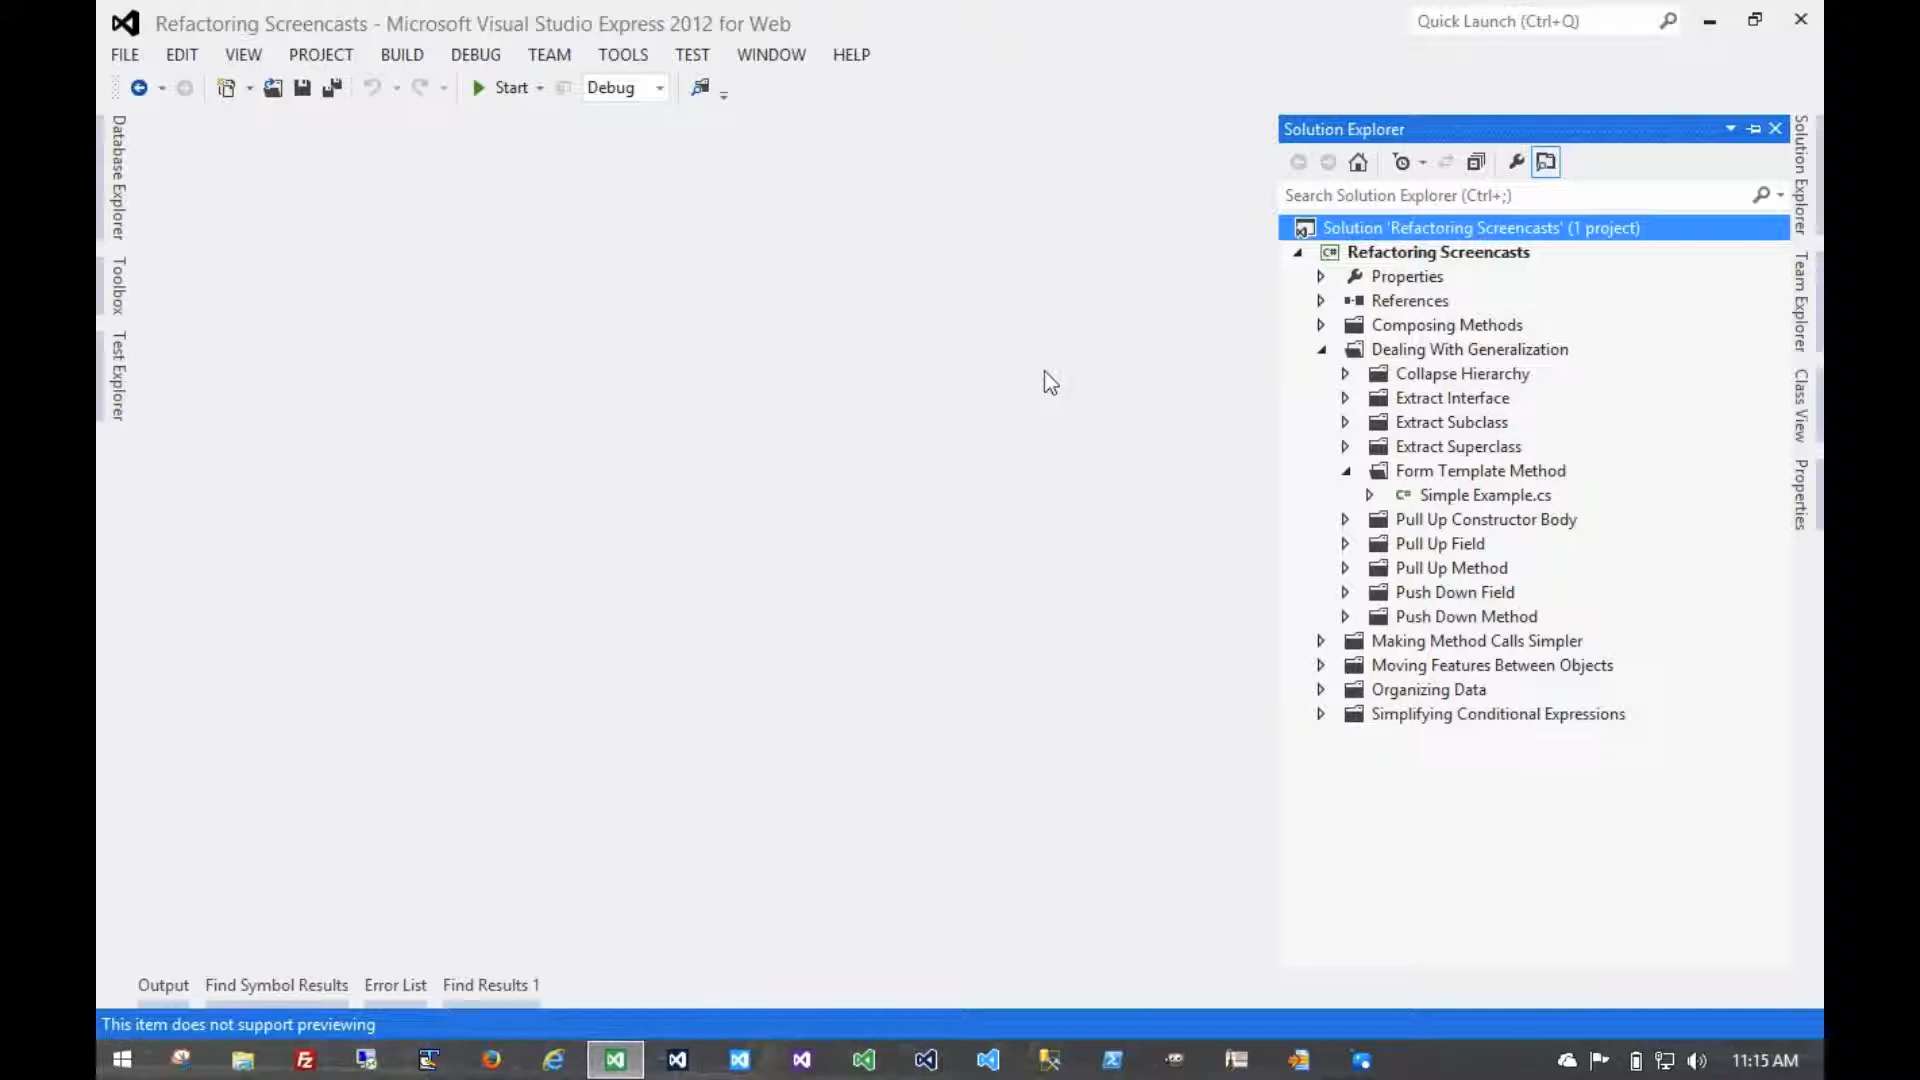 Refactoring Screencasts - Microsoft Visual Studio Express 2012 for Web
Quick Launch (Ctrl+Q)
FILE EDIT VIEW PROJECT BUILD DEBUG TEAM TOOLS TEST WINDOW HELP
Start
Debug
Database Explorer
Toolbox
Test Explorer
Solution Explorer
Search Solution Explorer (Ctrl+;)
Solution 'Refactoring Screencasts' (1 project)
C# Refactoring Screencasts
Properties
References
Composing Methods
Dealing With Generalization
Collapse Hierarchy
Extract Interface
Extract Subclass
Extract Superclass
Form Template Method
C# Simple Example.cs
Pull Up Constructor Body
Pull Up Field
Pull Up Method
Push Down Field
Push Down Method
Making Method Calls Simpler
Moving Features Between Objects
Organizing Data
Simplifying Conditional Expressions
Solution Explorer
Team Explorer
Class View
Properties
Output Find Symbol Results Error List Find Results 1
This item does not support previewing
11:15 AM